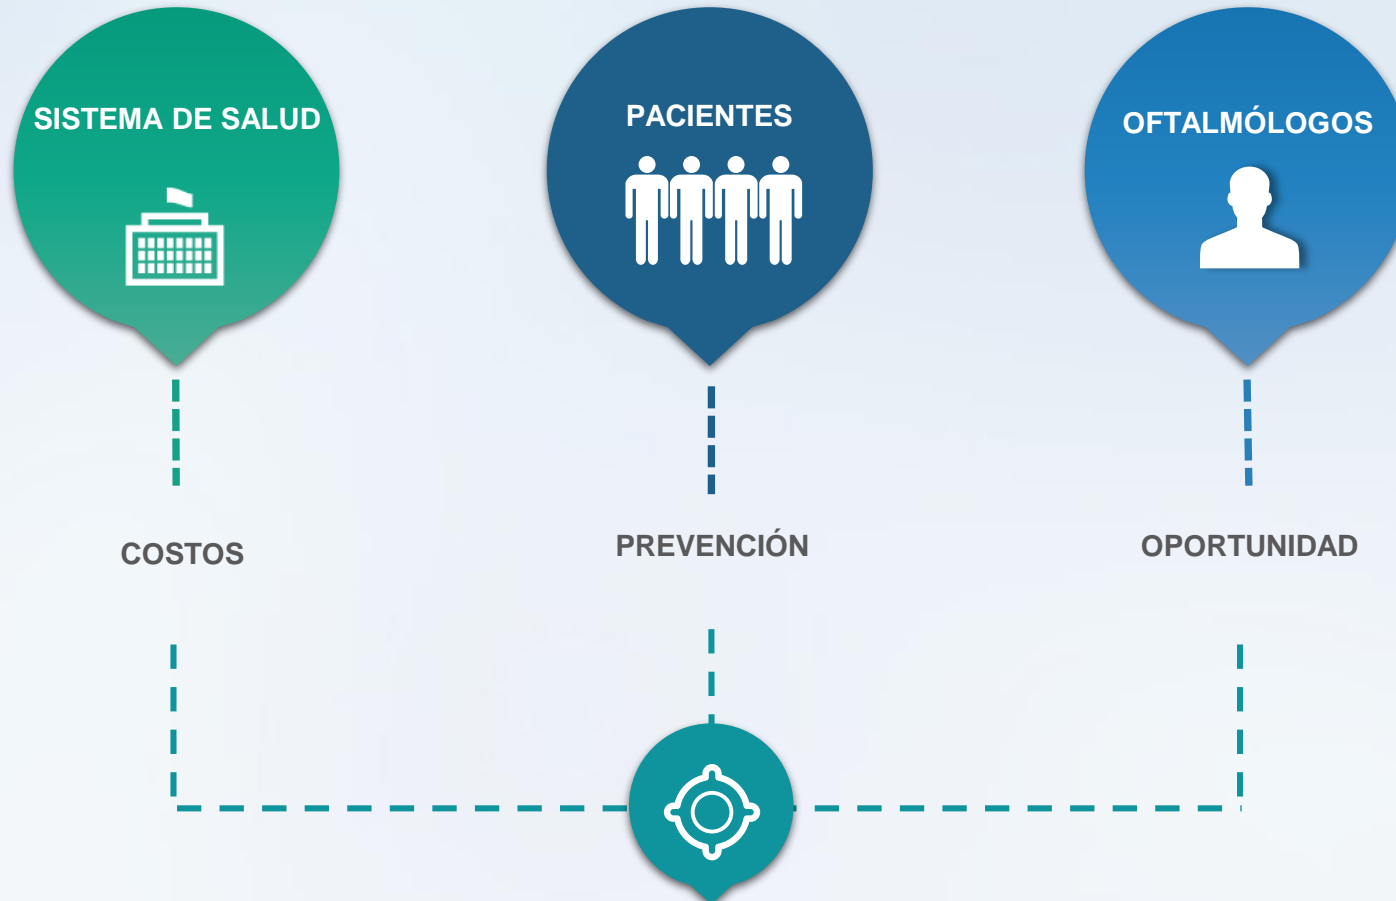 SISTEMA DE SALUD
PACIENTES
OFTALMÓLOGOS
COSTOS
PREVENCIÓN
OPORTUNIDAD